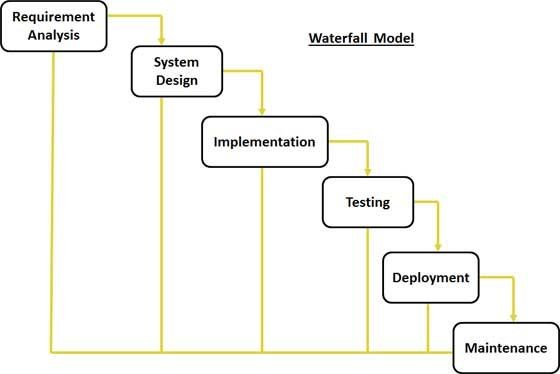 Requirement
Analysis
Waterfall Model
System
Design
Implementation
Testing
Deployment
Maintenance